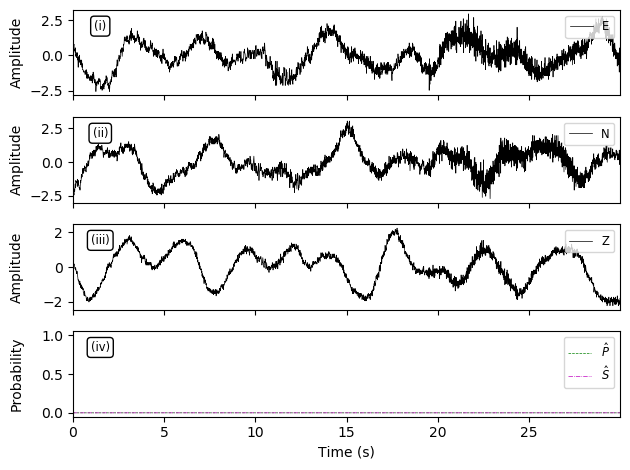 2.5
0.0
−2.5
Amplitude
(i)
E
2.5
0.0
−2.5
Amplitude
(ii)
N
2
0
−2
Amplitude
(iii)
Z
1.0
0.5
0.0
Probability
(iv)
P̂
Ŝ
0 5 10 15 20 25
Time (s)